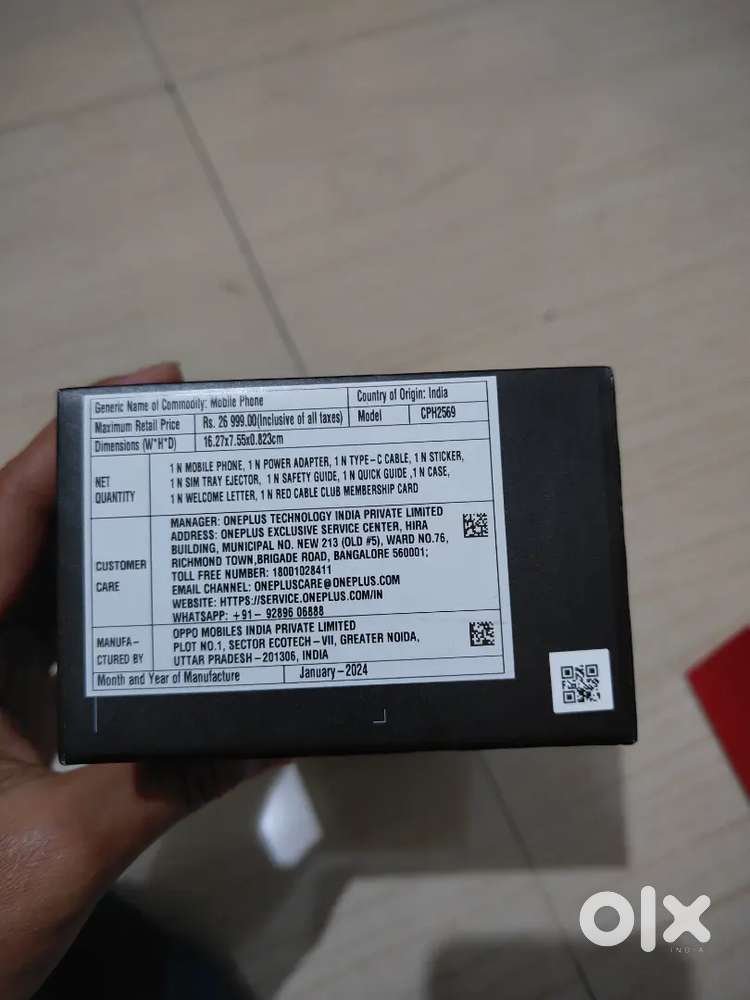 Generic Name of Commodity: Mobile Phone
Country of Origin: India
Maximum Retail Price
Rs. 26 999.00(Inclusive of all taxes)
Model
CPH2569
Dimensions (W*H*D)
16.27x7.55x0.823cm
NET
QUANTITY
1 N MOBILE PHONE, 1 N POWER ADAPTER, 1 N TYPE-C CABLE, 1 N STICKER,
1 N SIM TRAY EJECTOR, 1 N SAFETY GUIDE, 1 N QUICK GUIDE ,1 N CASE,
1 N WELCOME LETTER, 1 N RED CABLE CLUB MEMBERSHIP CARD
CUSTOMER
CARE
MANAGER: ONEPLUS TECHNOLOGY INDIA PRIVATE LIMITED
ADDRESS: ONEPLUS EXCLUSIVE SERVICE CENTER, HIRA
BUILDING, MUNICIPAL NO. NEW 213 (OLD #5), WARD NO.76,
RICHMOND TOWN,BRIGADE ROAD, BANGALORE 560001;
TOLL FREE NUMBER: 18001028411
EMAIL CHANNEL: ONEPLUSCARE@ONEPLUS.COM
WEBSITE: HTTPS://SERVICE.ONEPLUS.COM/IN
WHATSAPP: +91- 92896 06888
MANUFA-
CTURED BY
OPPO MOBILES INDIA PRIVATE LIMITED
PLOT NO.1, SECTOR ECOTECH-VII, GREATER NOIDA,
UTTAR PRADESH-201306, INDIA
Month and Year of Manufacture
January-2024
olx
INDIA